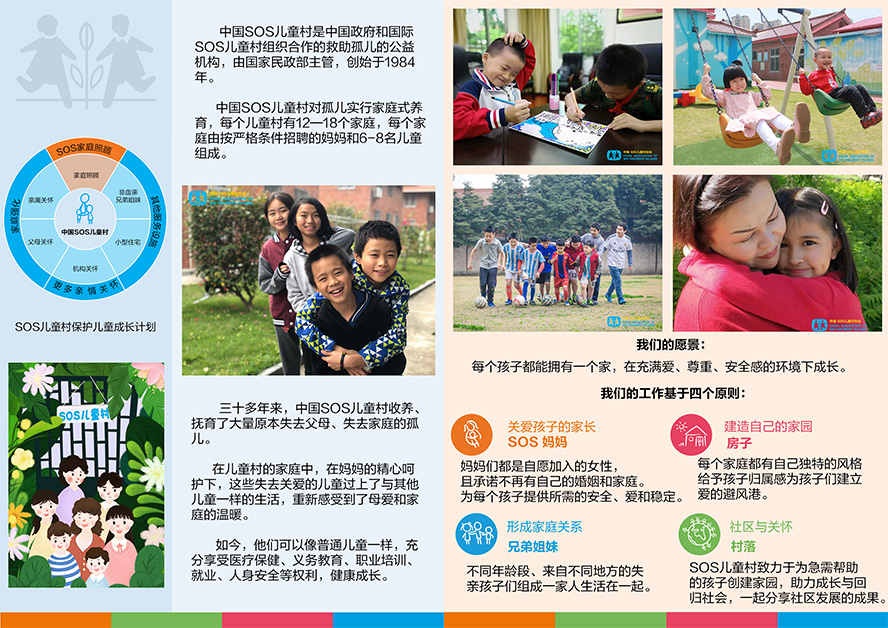 SOS家庭照顾
家庭照顾
家庭强化
亲属关怀
非血亲
兄弟姐妹
其他服务设施
中国SOS儿童村
父母关怀
小型住宅
机构关怀
更多亲情关怀
SOS儿童村保护儿童成长计划
SOS儿童村
中国SOS儿童村是中国政府和国际
SOS儿童村组织合作的救助孤儿的公益
机构，由国家民政部主管，创始于1984
年。
中国SOS儿童村对孤儿实行家庭式养
育，每个儿童村有12—18个家庭，每个家
庭由按严格条件招聘的妈妈和6-8名儿童
组成。
三十多年来，中国SOS儿童村收养、
抚育了大量原本失去父母、失去家庭的孤
儿。
在儿童村的家庭中，在妈妈的精心呵
护下，这些失去关爱的儿童过上了与其他
儿童一样的生活，重新感受到了母爱和家
庭的温暖。
如今，他们可以像普通儿童一样，充
分享受医疗保健、义务教育、职业培训、
就业、人身安全等权利，健康成长。
我们的愿景：
每个孩子都能拥有一个家，在充满爱、尊重、安全感的环境下成长。
我们的工作基于四个原则：
关爱孩子的家长
SOS 妈妈
妈妈们都是自愿加入的女性，
且承诺不再有自己的婚姻和家庭。
为每个孩子提供所需的安全、爱和稳定。
建造自己的家园
房子
每个家庭都有自己独特的风格
给予孩子归属感为孩子们建立
爱的避风港。
形成家庭关系
兄弟姐妹
不同年龄段、来自不同地方的失
亲孩子们组成一家人生活在一起。
社区与关怀
村落
SOS儿童村致力于为急需帮助
的孩子创建家园，助力成长与回
归社会，一起分享社区发展的成果。